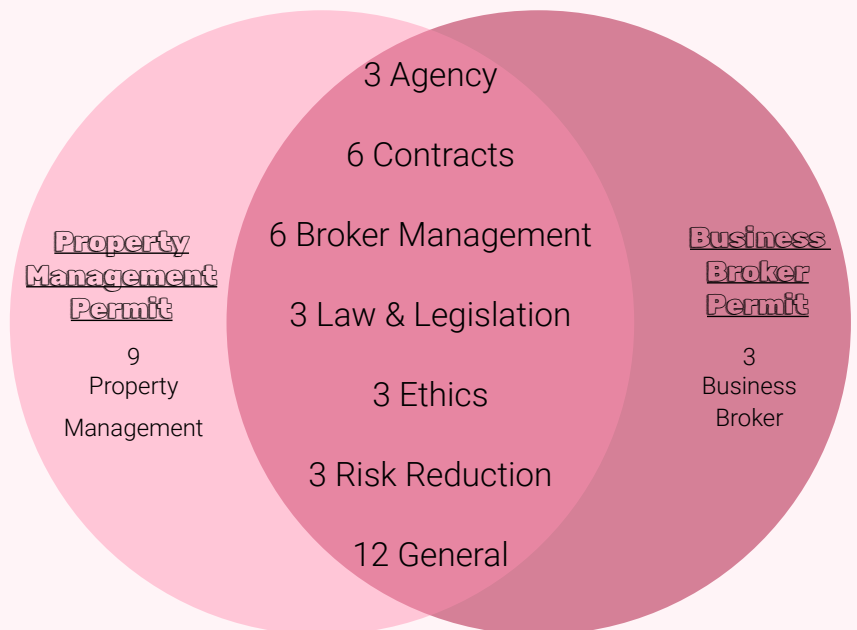 3 Agency
6 Contracts
6 Broker Management
3 Law & Legislation
3 Ethics
3 Risk Reduction
12 General
Property
Management
Permit
9
Property
Management
Business
Broker
Permit
3
Business
Broker